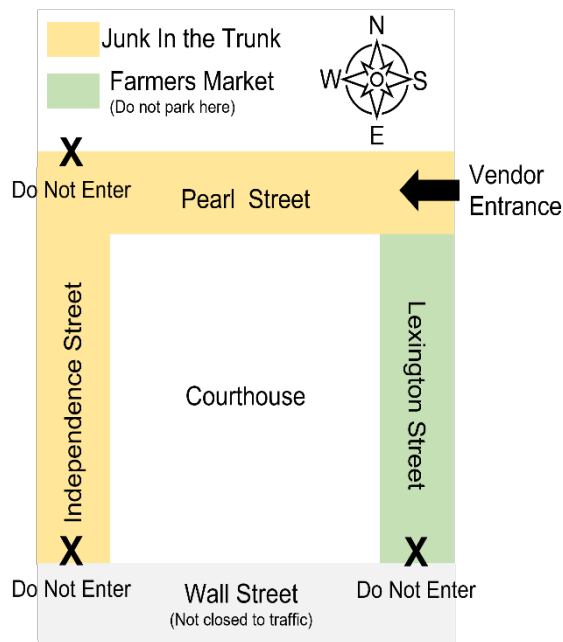 Junk In the Trunk
Farmers Market
(Do not park here)
N
W
S
E
X
Do Not Enter
Pearl Street
Vendor
Entrance
Independence Street
Courthouse
Lexington Street
X
Do Not Enter
Wall Street
(Not closed to traffic)
X
Do Not Enter